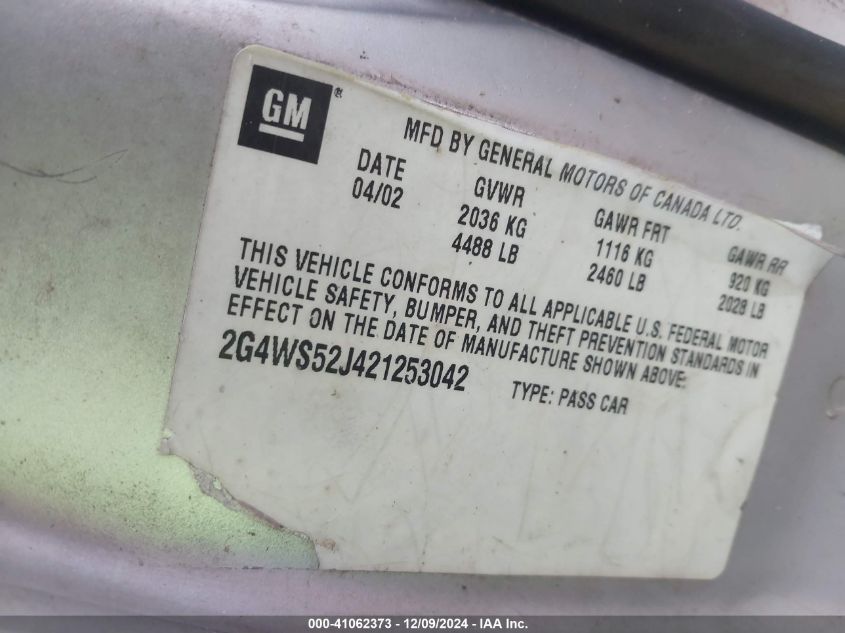 GM®
MFD BY GENERAL MOTORS OF CANADA LTD.
DATE GVWR GAWR FRT GAWR RR
04/02 2036 KG 1116 KG 920 KG
4488 LB 2460 LB 2028 LB
THIS VEHICLE CONFORMS TO ALL APPLICABLE U.S. FEDERAL MOTOR
VEHICLE SAFETY, BUMPER, AND THEFT PREVENTION STANDARDS IN
EFFECT ON THE DATE OF MANUFACTURE SHOWN ABOVE.
2G4WS52J421253042 TYPE: PASS CAR
000-41062373 - 12/09/2024 - IAA Inc.